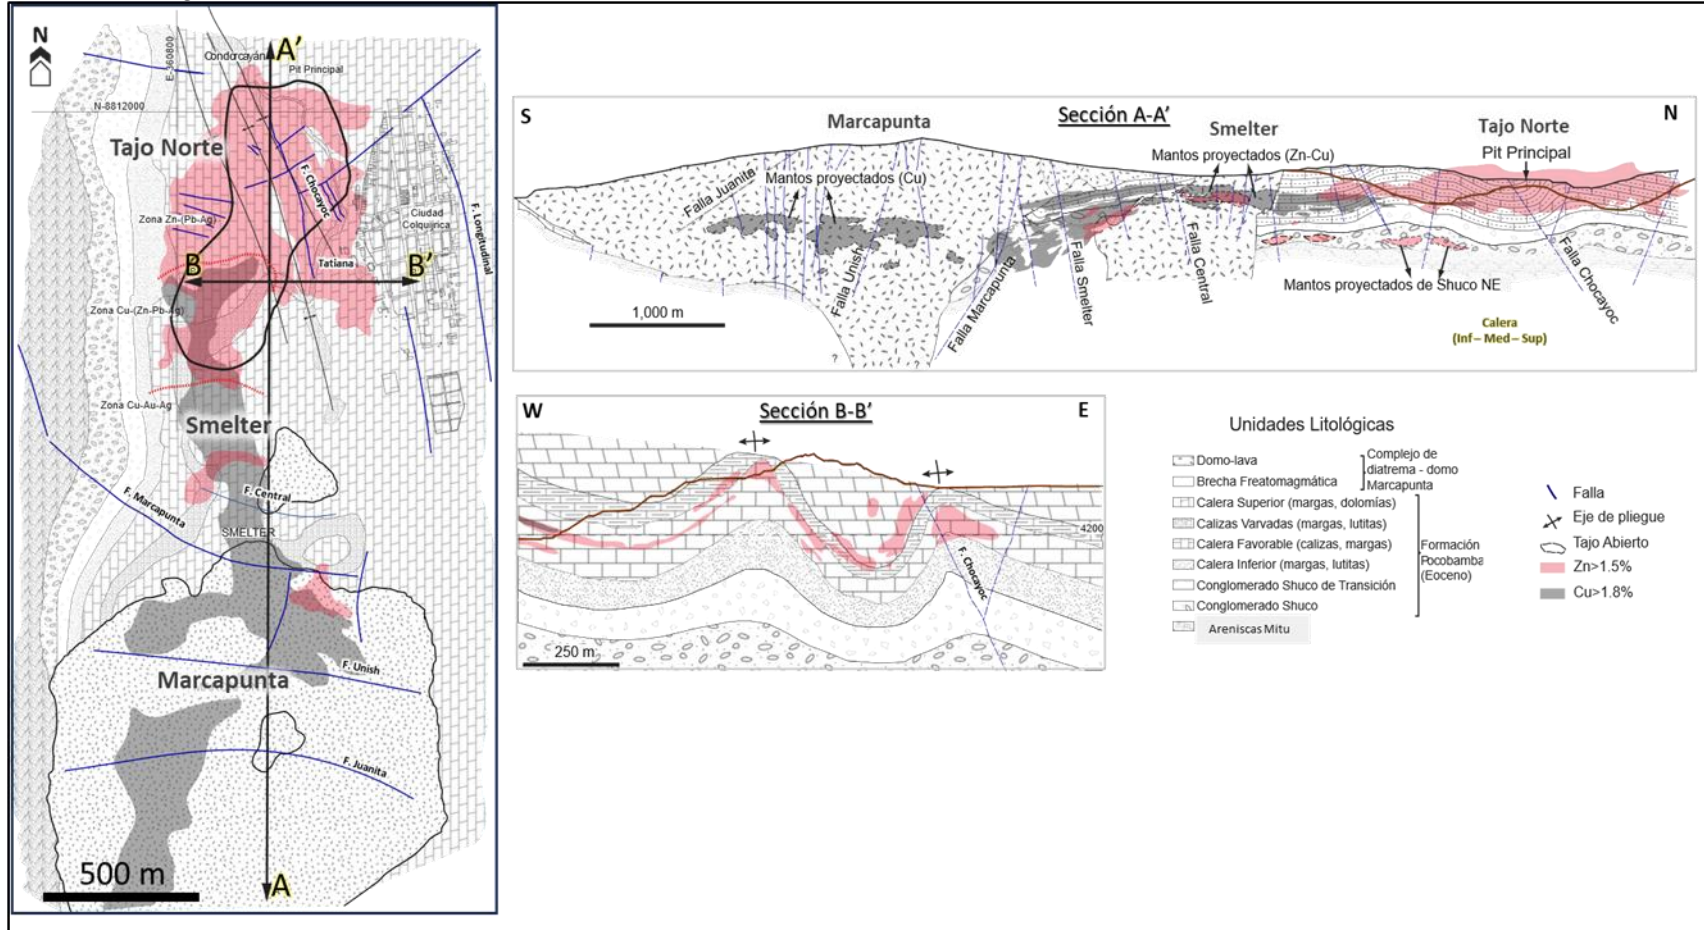 N
A'
Condorcayán
Pit Principal
E-360800
N-8812000
Tajo Norte
F. Chocayoc
Zona Zn-(Pb-Ag)
Ciudad
Colquijirca
F. Longitudinal
Tatiana
B
B'
Zona Cu-(Zn-Pb-Ag)
Zona Cu-Au-Ag
Smelter
F. Marcapunta
F. Central
SMELTER
F. Unish
Marcapunta
F. Juanita
500 m
A
S
Sección A-A'
N
Marcapunta
Smelter
Tajo Norte
Pit Principal
Mantos proyectados (Zn-Cu)
Mantos proyectados (Cu)
Falla Juanita
Falla Unish
Falla Marcapunta
Falla Smelter
Falla Central
Falla Chocayoc
Mantos proyectados de Shuco NE
1,000 m
?
?
Calera
(Inf – Med – Sup)
W
Sección B-B'
E
4200
F. Chocayoc
250 m
Unidades Litológicas
Domo-lava
Brecha Freatomagmática
Complejo de
diatrema - domo
Marcapunta
Calera Superior (margas, dolomías)
Calizas Varvadas (margas, lutitas)
Calera Favorable (calizas, margas)
Calera Inferior (margas, lutitas)
Conglomerado Shuco de Transición
Conglomerado Shuco
Areniscas Mitu
Formación
Pocobamba
(Eoceno)
Falla
Eje de pliegue
Tajo Abierto
Zn>1.5%
Cu>1.8%